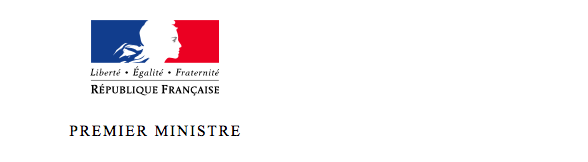 Liberté • Égalité • Fraternité
RÉPUBLIQUE FRANÇAISE
PREMIER MINISTRE